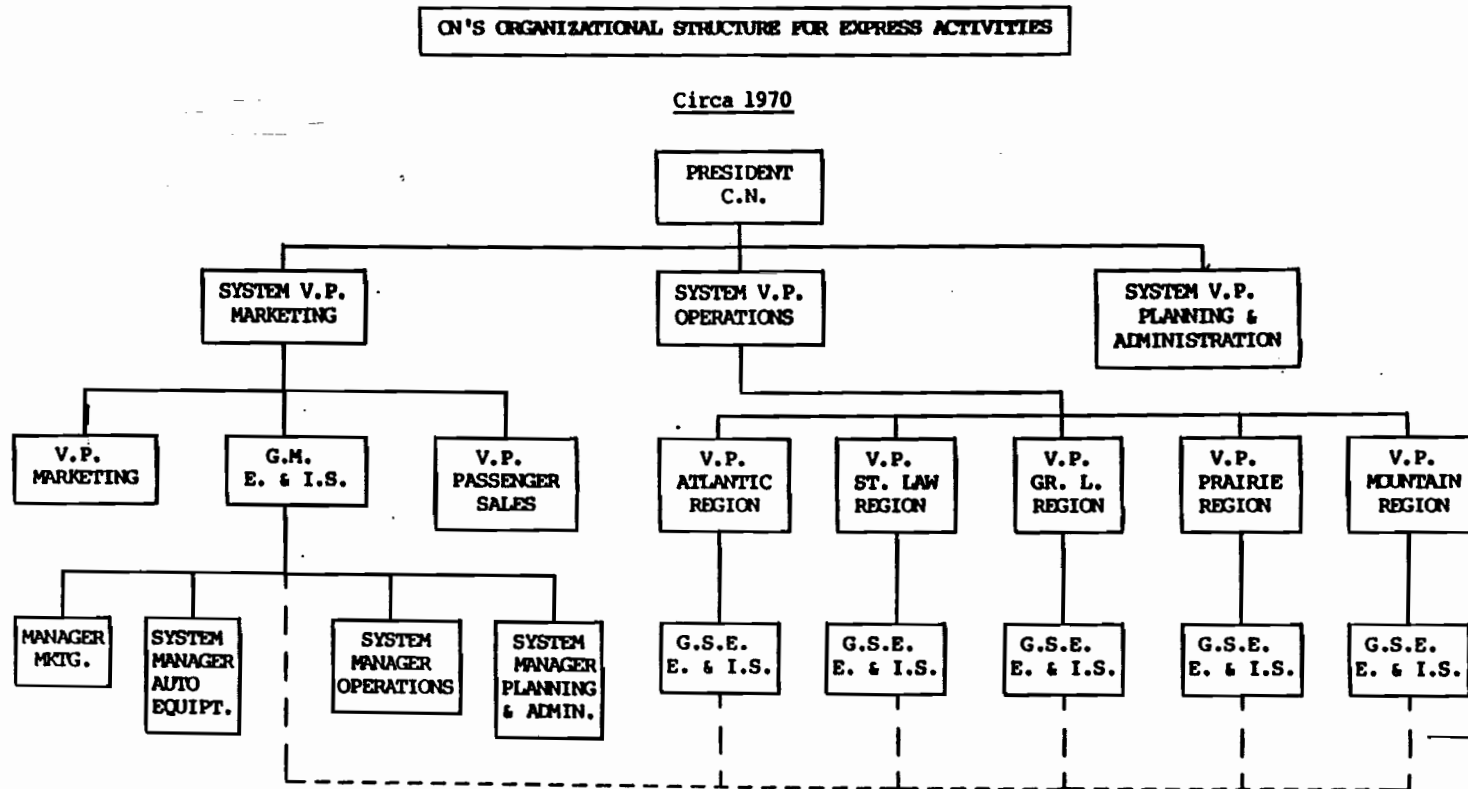 CN'S ORGANIZATIONAL STRUCTURE FOR EXPRESS ACTIVITIES
Circa 1970
PRESIDENT
C.N.
SYSTEM V.P.
MARKETING
SYSTEM V.P.
OPERATIONS
SYSTEM V.P.
PLANNING &
ADMINISTRATION
V.P.
MARKETING
G.M.
E. & I.S.
V.P.
PASSENGER
SALES
V.P.
ATLANTIC
REGION
V.P.
ST. LAW
REGION
V.P.
GR. L.
REGION
V.P.
PRAIRIE
REGION
V.P.
MOUNTAIN
REGION
MANAGER
MKTG.
SYSTEM
MANAGER
AUTO
EQUIPT.
SYSTEM
MANAGER
OPERATIONS
SYSTEM
MANAGER
PLANNING
& ADMIN.
G.S.E.
E. & I.S.
G.S.E.
E. & I.S.
G.S.E.
E. & I.S.
G.S.E.
E. & I.S.
G.S.E.
E. & I.S.